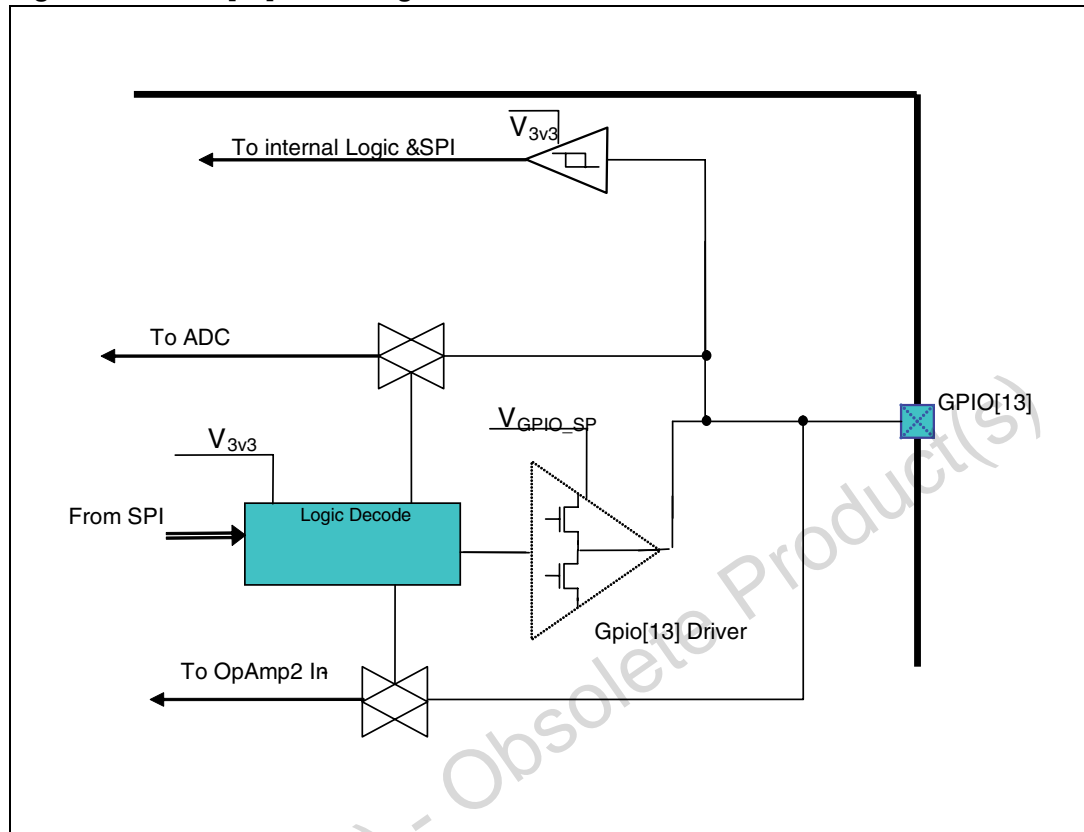 V3v3
To internal Logic &SPI
To ADC
GPIO[13]
VGPIO_SP
V3v3
From SPI
Logic Decode
Gpio[13] Driver
To OpAmp2 In-
- Obsolete Product(s)